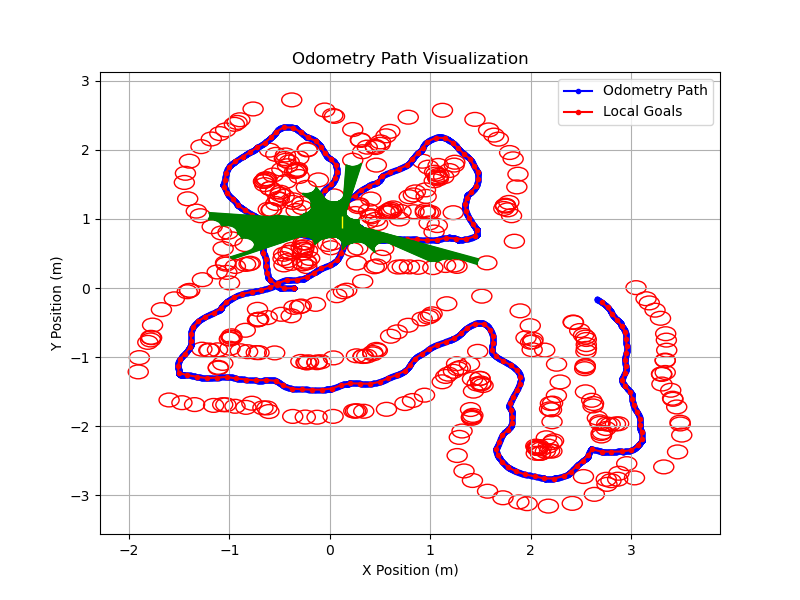 Odometry Path Visualization
Odometry Path
Local Goals
Y Position (m)
3
2
1
0
−1
−2
−3
−2
−1
0
1
2
3
X Position (m)